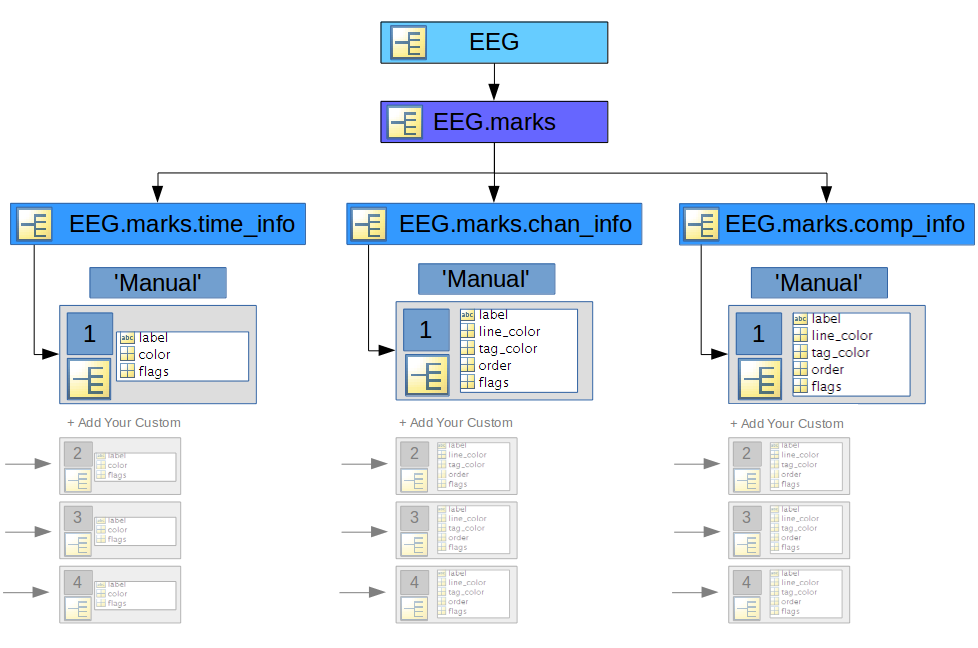 EEG
EEG.marks
EEG.marks.time_info
EEG.marks.chan_info
EEG.marks.comp_info
'Manual'
1
abc label
color
flags
+ Add Your Custom
2
label
color
flags
3
label
color
flags
4
label
color
flags
'Manual'
1
abc label
line_color
tag_color
order
flags
+ Add Your Custom
2
label
line_color
tag_color
order
flags
3
label
line_color
tag_color
order
flags
4
label
line_color
tag_color
order
flags
'Manual'
1
abc label
line_color
tag_color
order
flags
+ Add Your Custom
2
label
line_color
tag_color
order
flags
3
label
line_color
tag_color
order
flags
4
label
line_color
tag_color
order
flags